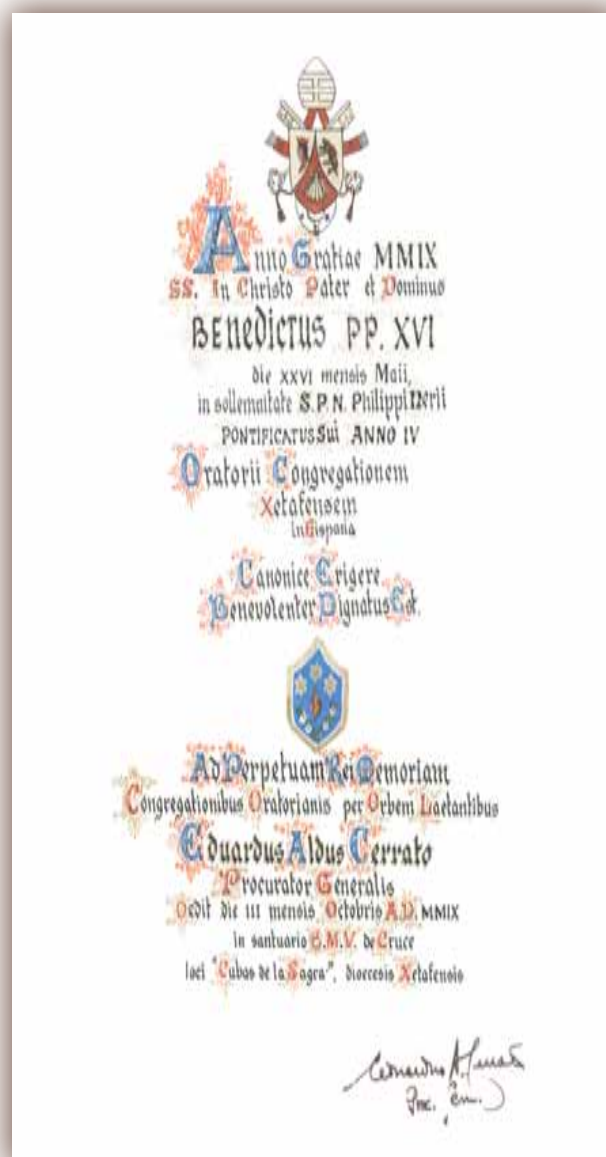 Anno Gratiae MMIX
SS. In Christo Pater et Dominus
BENEDICTUS PP. XVI
die XXVI mensis Maii,
in sollemnitate S.P.N. Philippi Nerii
PONTIFICATUS Sui ANNO IV
Oratorii Congregationem
Xetafensem
In Hispania
Canonice Erigere
Benevolenter Dignatus Est.
Ad Perpetuam Rei Memoriam
Congregationibus Oratorianis per Orbem Laetantibus
Eduardus Aldus Cerrato
Procurator Generalis
Dedit die III mensis Octobris A.D. MMIX
in santuario B.M.V. de Cruce
loci "Cubas de la Sagra", dioecesis Xetafensis